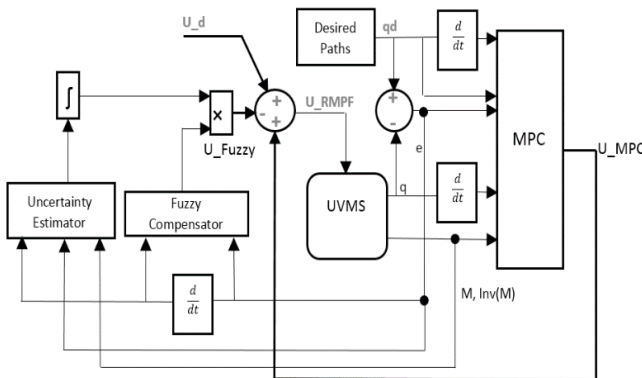 U_d
Desired
Paths
qd
d
dt
∫
×
+
-
+
U_RMPF
+
-
MPC
U_MPC
U_Fuzzy
e
Uncertainty
Estimator
Fuzzy
Compensator
UVMS
q
d
dt
d
dt
M, Inv(M)